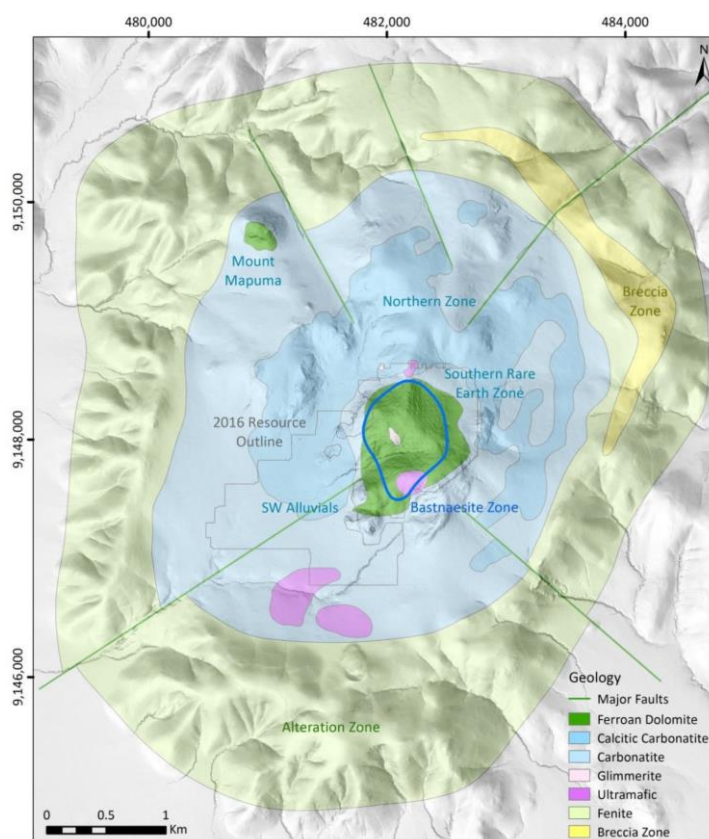 480,000
482,000
484,000
N
9,150,000
Mount
Mapuma
Northern Zone
Breccia
Zone
Southern Rare
Earth Zone
2016 Resource
Outline
9,148,000
SW Alluvials
Bastnaesite Zone
9,146,000
Alteration Zone
Geology
Major Faults
Ferroan Dolomite
Calcitic Carbonatite
Carbonatite
Glimmerite
Ultramafic
Fenite
Breccia Zone
0
0.5
1
Km